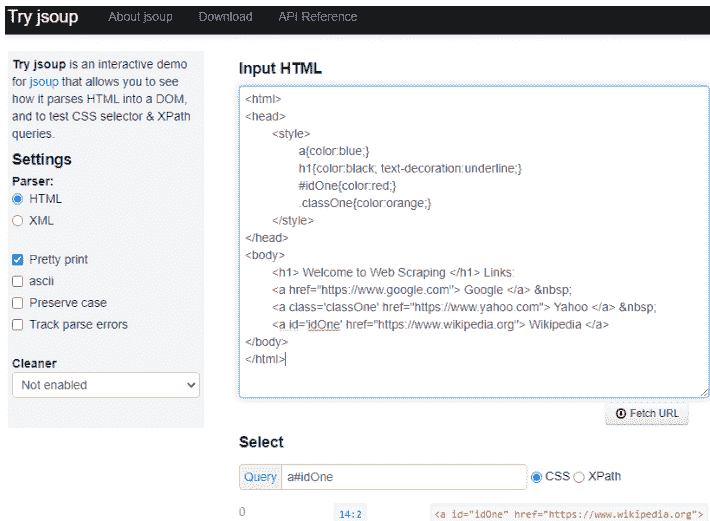 Try jsoup About jsoup Download API Reference
Try jsoup is an interactive demo
for jsoup that allows you to see
how it parses HTML into a DOM,
and to test CSS selector & XPath
queries.
Settings
Parser:
HTML
XML
Pretty print
ascii
Preserve case
Track parse errors
Cleaner
Not enabled
Input HTML
<html>
<head>
<style>
a{color:blue;}
h1{color:black; text-decoration:underline;}
#idOne{color:red;}
.classOne{color:orange;}
</style>
</head>
<body>
<h1> Welcome to Web Scraping </h1> Links:
<a href="https://www.google.com"> Google </a> &nbsp;
<a class='classOne' href="https://www.yahoo.com"> Yahoo </a> &nbsp;
<a id='idOne' href="https://www.wikipedia.org"> Wikipedia </a>
</body>
</html>
Fetch URL
Select
Query a#idOne CSS XPath
0 14:2 <a id="idOne" href="https://www.wikipedia.org">